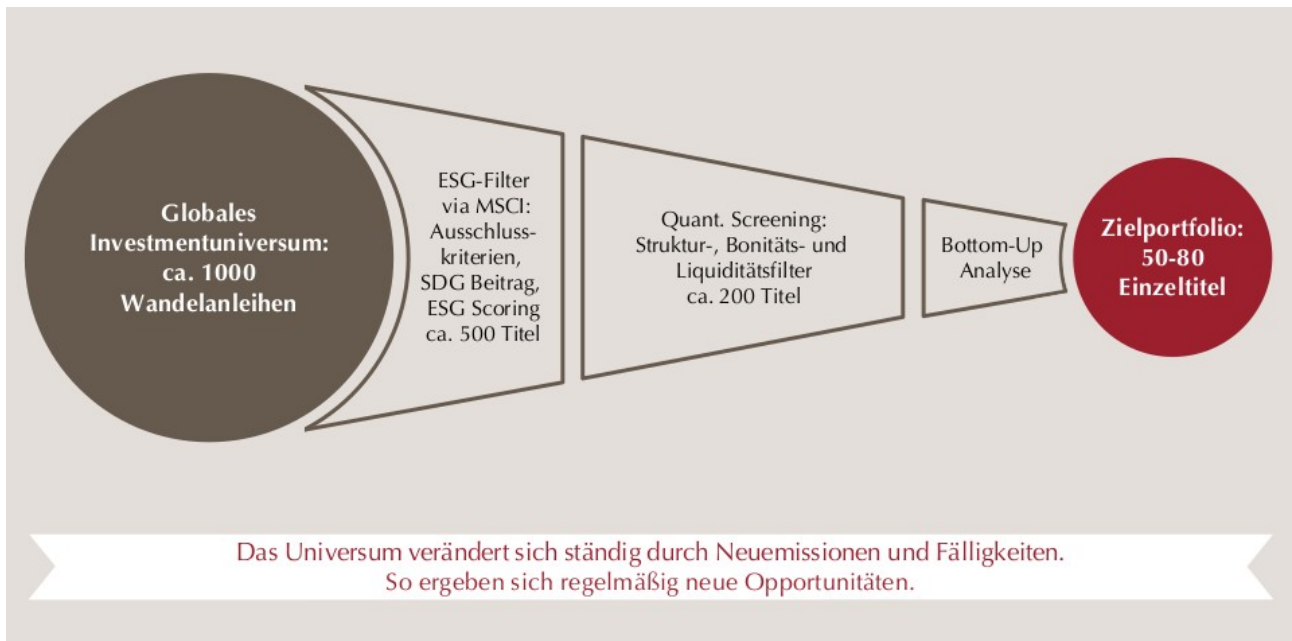 Globales
Investmentuniversum:
ca. 1000
Wandelanleihen
ESG-Filter
via MSCI:
Ausschluss-
kriterien,
SDG Beitrag,
ESG Scoring
ca. 500 Titel
Quant. Screening:
Struktur-, Bonitäts- und
Liquiditätsfilter
ca. 200 Titel
Bottom-Up
Analyse
Zielportfolio:
50-80
Einzeltitel
Das Universum verändert sich ständig durch Neuemissionen und Fälligkeiten.
So ergeben sich regelmäßig neue Opportunitäten.